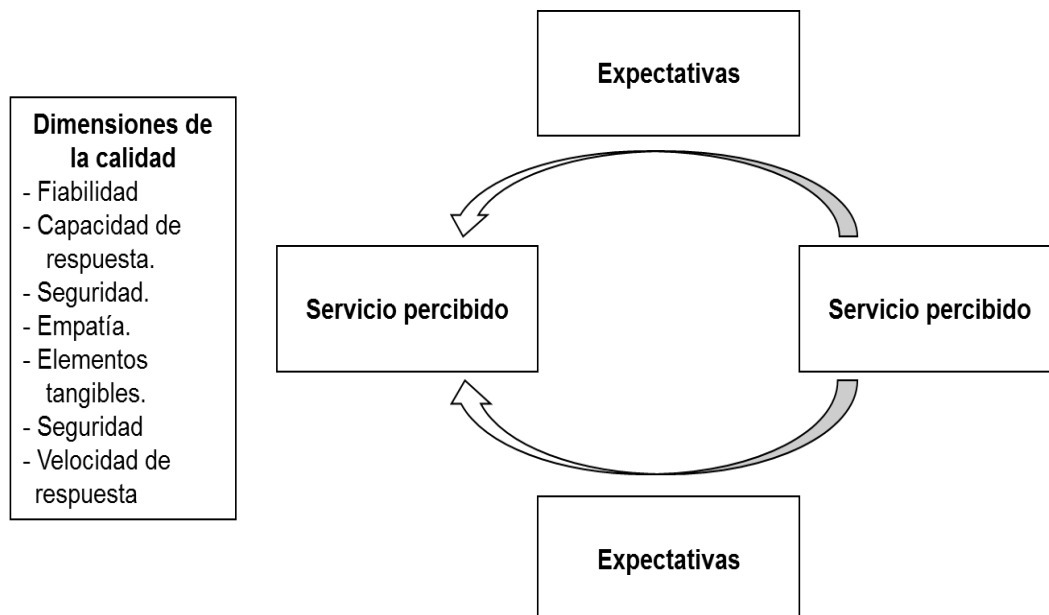 Expectativas
Dimensiones de
la calidad
- Fiabilidad
- Capacidad de
respuesta.
- Seguridad.
- Empatía.
- Elementos
tangibles.
- Seguridad
- Velocidad de
respuesta
Servicio percibido
Servicio percibido
Expectativas